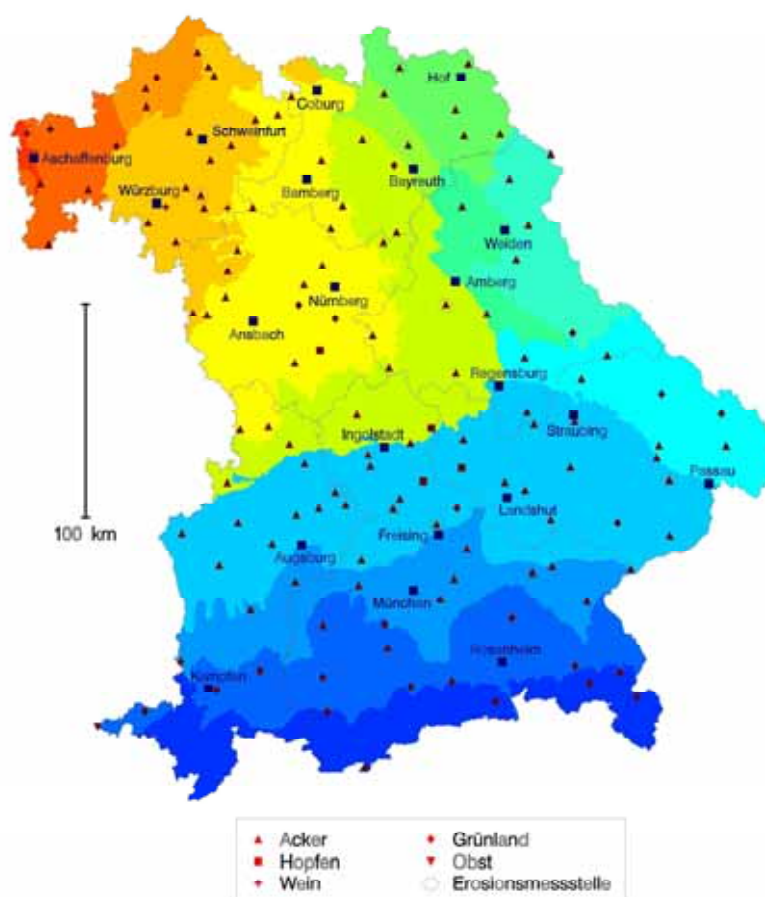 Hof
Coburg
Schweinfurt
Aschaffenburg
Bayreuth
Bamberg
Würzburg
Weiden
Amberg
Nürnberg
Ansbach
Regensburg
Straubing
Ingolstadt
Passau
Landshut
100 km
Freising
Augsburg
München
Rosenheim
Kempten
Acker
Grünland
Hopfen
Obst
Wein
Erosionsmessstelle